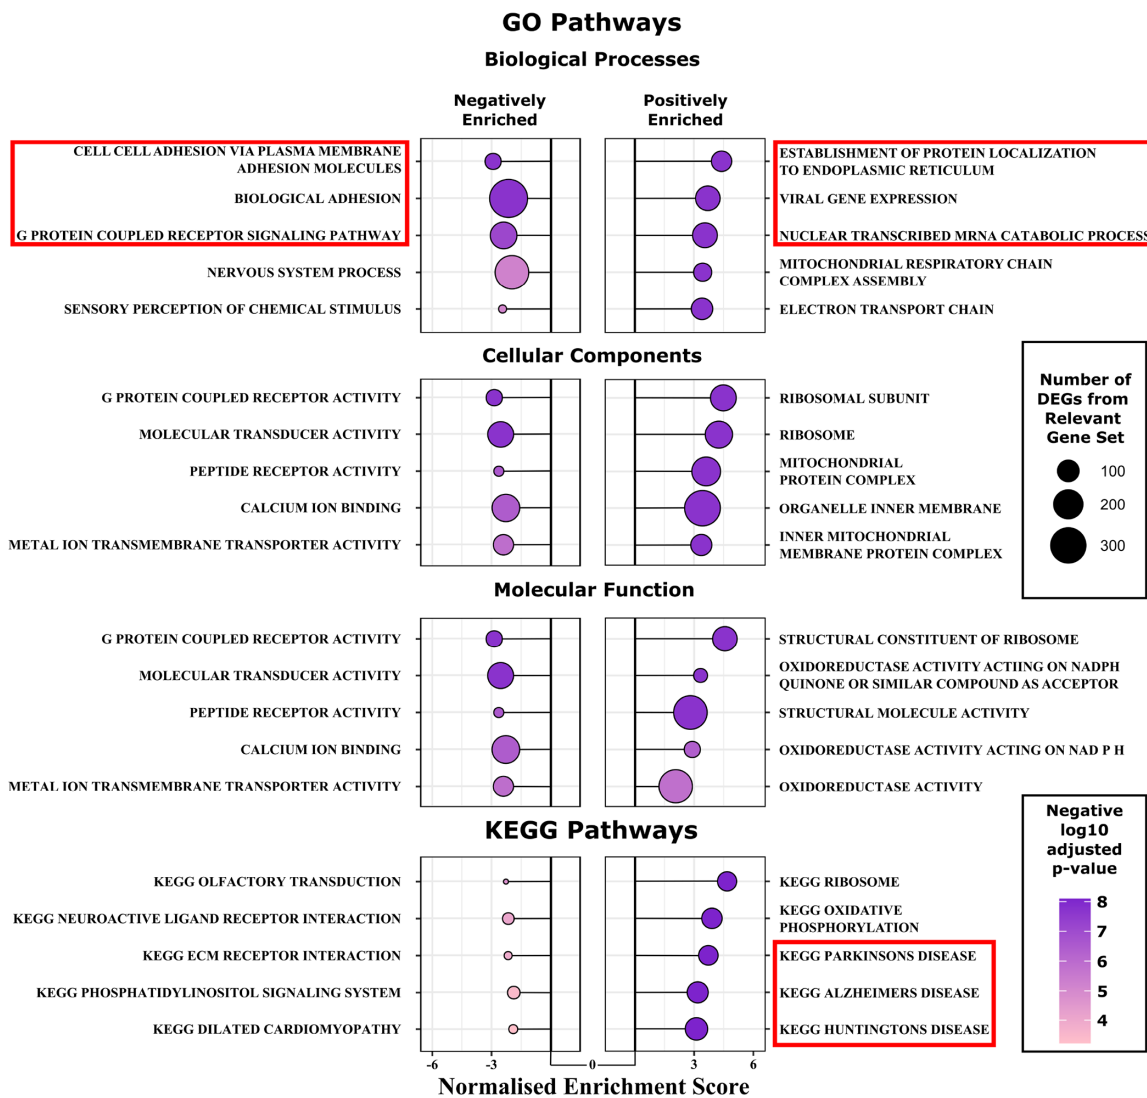 GO Pathways
Biological Processes
Negatively
Enriched
Positively
Enriched
CELL CELL ADHESION VIA PLASMA MEMBRANE
ADHESION MOLECULES
BIOLOGICAL ADHESION
G PROTEIN COUPLED RECEPTOR SIGNALING PATHWAY
NERVOUS SYSTEM PROCESS
SENSORY PERCEPTION OF CHEMICAL STIMULUS
ESTABLISHMENT OF PROTEIN LOCALIZATION
TO ENDOPLASMIC RETICULUM
VIRAL GENE EXPRESSION
NUCLEAR TRANSCRIBED MRNA CATABOLIC PROCESS
MITOCHONDRIAL RESPIRATORY CHAIN
COMPLEX ASSEMBLY
ELECTRON TRANSPORT CHAIN
Cellular Components
G PROTEIN COUPLED RECEPTOR ACTIVITY
MOLECULAR TRANSDUCER ACTIVITY
PEPTIDE RECEPTOR ACTIVITY
CALCIUM ION BINDING
METAL ION TRANSMEMBRANE TRANSPORTER ACTIVITY
RIBOSOMAL SUBUNIT
RIBOSOME
MITOCHONDRIAL
PROTEIN COMPLEX
ORGANELLE INNER MEMBRANE
INNER MITOCHONDRIAL
MEMBRANE PROTEIN COMPLEX
Number of
DEGs from
Relevant
Gene Set
100
200
300
Molecular Function
G PROTEIN COUPLED RECEPTOR ACTIVITY
MOLECULAR TRANSDUCER ACTIVITY
PEPTIDE RECEPTOR ACTIVITY
CALCIUM ION BINDING
METAL ION TRANSMEMBRANE TRANSPORTER ACTIVITY
STRUCTURAL CONSTITUENT OF RIBOSOME
OXIDOREDUCTASE ACTIVITY ACTIING ON NADPH
QUINONE OR SIMILAR COMPOUND AS ACCEPTOR
STRUCTURAL MOLECULE ACTIVITY
OXIDOREDUCTASE ACTIVITY ACTING ON NAD P H
OXIDOREDUCTASE ACTIVITY
KEGG Pathways
KEGG OLFACTORY TRANSDUCTION
KEGG NEUROACTIVE LIGAND RECEPTOR INTERACTION
KEGG ECM RECEPTOR INTERACTION
KEGG PHOSPHATIDYLINOSITOL SIGNALING SYSTEM
KEGG DILATED CARDIOMYOPATHY
KEGG RIBOSOME
KEGG OXIDATIVE
PHOSPHORYLATION
KEGG PARKINSONS DISEASE
KEGG ALZHEIMERS DISEASE
KEGG HUNTINGTONS DISEASE
Negative
log10
adjusted
p-value
8
7
6
5
4
-6 -3 0 3 6
Normalised Enrichment Score